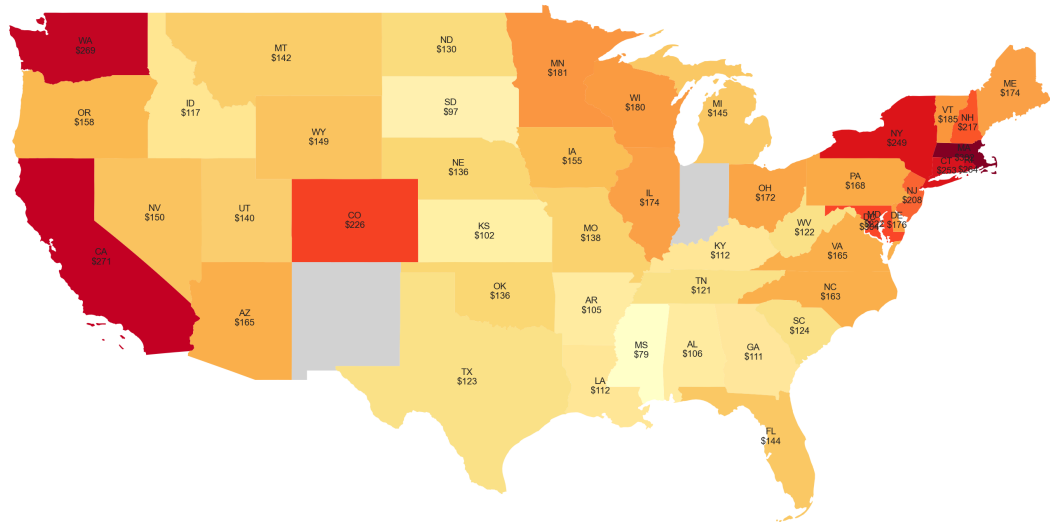 WA
$269
MT
$142
ND
$130
MN
$181
ME
$174
OR
$158
ID
$117
SD
$97
WI
$180
MI
$145
VT
$185
NH
$217
NY
$249
WY
$149
IA
$155
NE
$136
CT
$253
PA
$168
OH
$172
IL
$174
NJ
$208
NV
$150
UT
$140
CO
$226
KS
$102
MO
$138
WV
$122
MD
DE
$176
CA
$271
KY
$112
VA
$165
TN
$121
OK
$136
NC
$163
AZ
$165
AR
$105
SC
$124
MS
$79
AL
$106
GA
$111
TX
$123
LA
$112
FL
$144